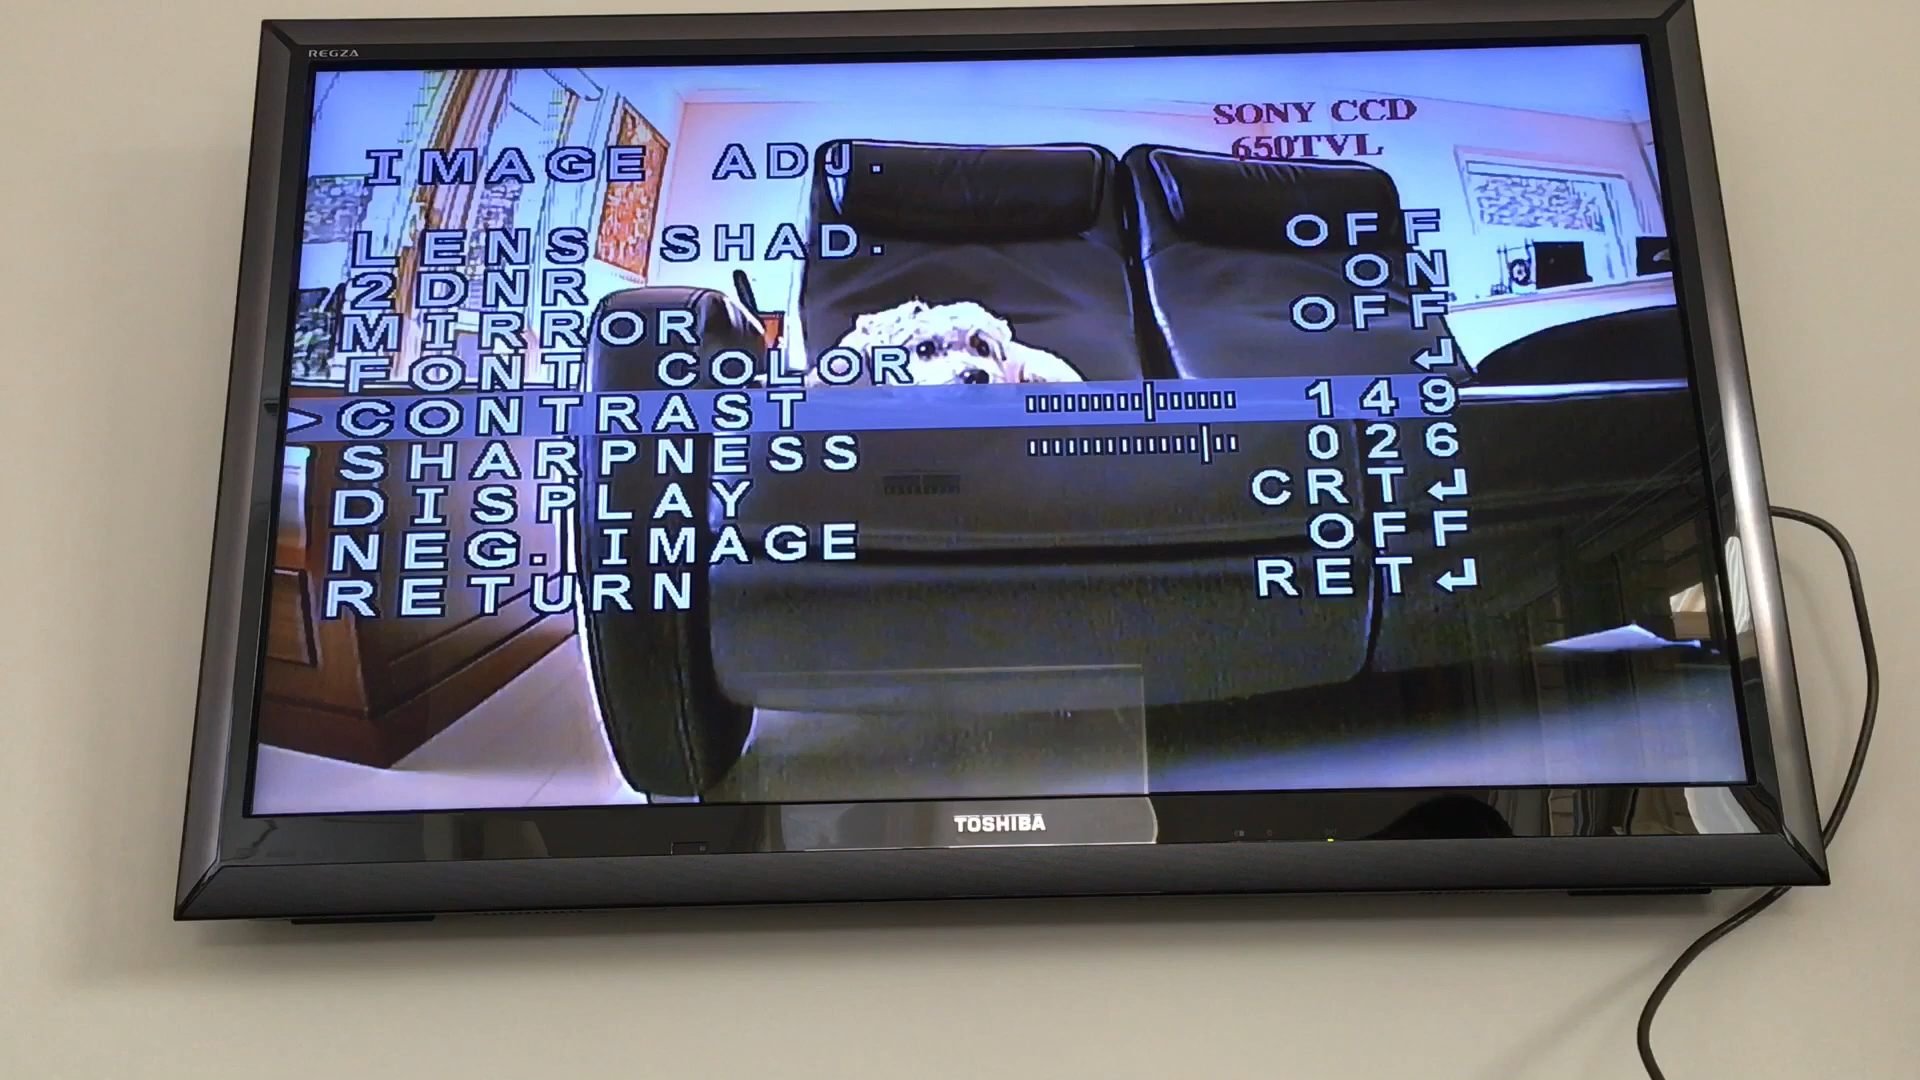 REGZA
SONY CCD
650TVL
IMAGE ADJ.
LENS SHAD. OFF
2DNR ON
MIRROR OFF
FONT COLOR ↲
CONTRAST 149
SHARPNESS 026
DISPLAY CRT ↲
NEG. IMAGE OFF
RETURN RET ↲
TOSHIBA